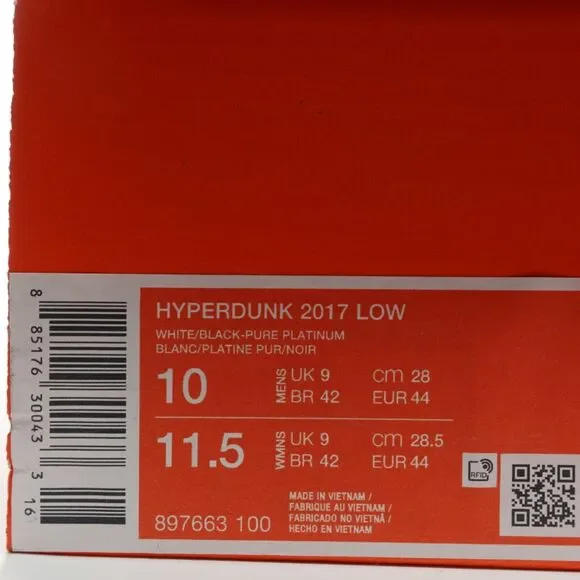 HYPERDUNK 2017 LOW
WHITE/BLACK-PURE PLATINUM
BLANC/PLATINE PUR/NOIR
10 MENS UK 9 CM 28
BR 42 EUR 44
11.5 WMNS UK 9 CM 28.5
BR 42 EUR 44
RFID
MADE IN VIETNAM /
FABRIQUE AU VIETNAM /
FABRICADO NO VIETNÃ /
HECHO EN VIETNAM
897663 100
8 85176 30043 3 16